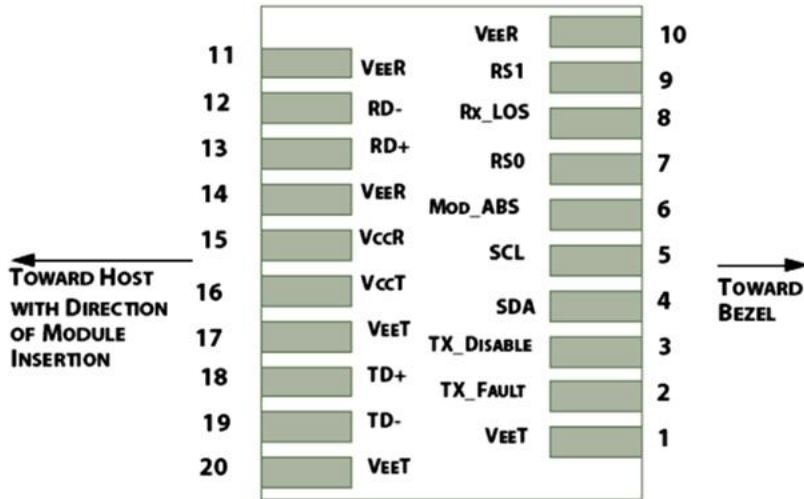 11 VEER
12 RD-
13 RD+
14 VEER
15 VCCR
16 VCCT
17 VEET
18 TD+
19 TD-
20 VEET
VEER 10
RS1 9
RX_LOS 8
RS0 7
MOD_ABS 6
SCL 5
SDA 4
TX_DISABLE 3
TX_FAULT 2
VEET 1
TOWARD HOST
WITH DIRECTION
OF MODULE
INSERTION
TOWARD
BEZEL